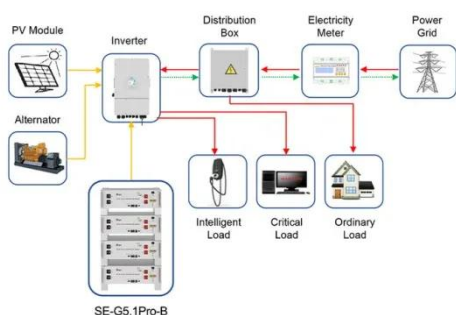 PV Module
Inverter
Distribution
Box
Electricity
Meter
Power
Grid
Alternator
Intelligent
Load
Critical
Load
Ordinary
Load
SE-G5.1Pro-B